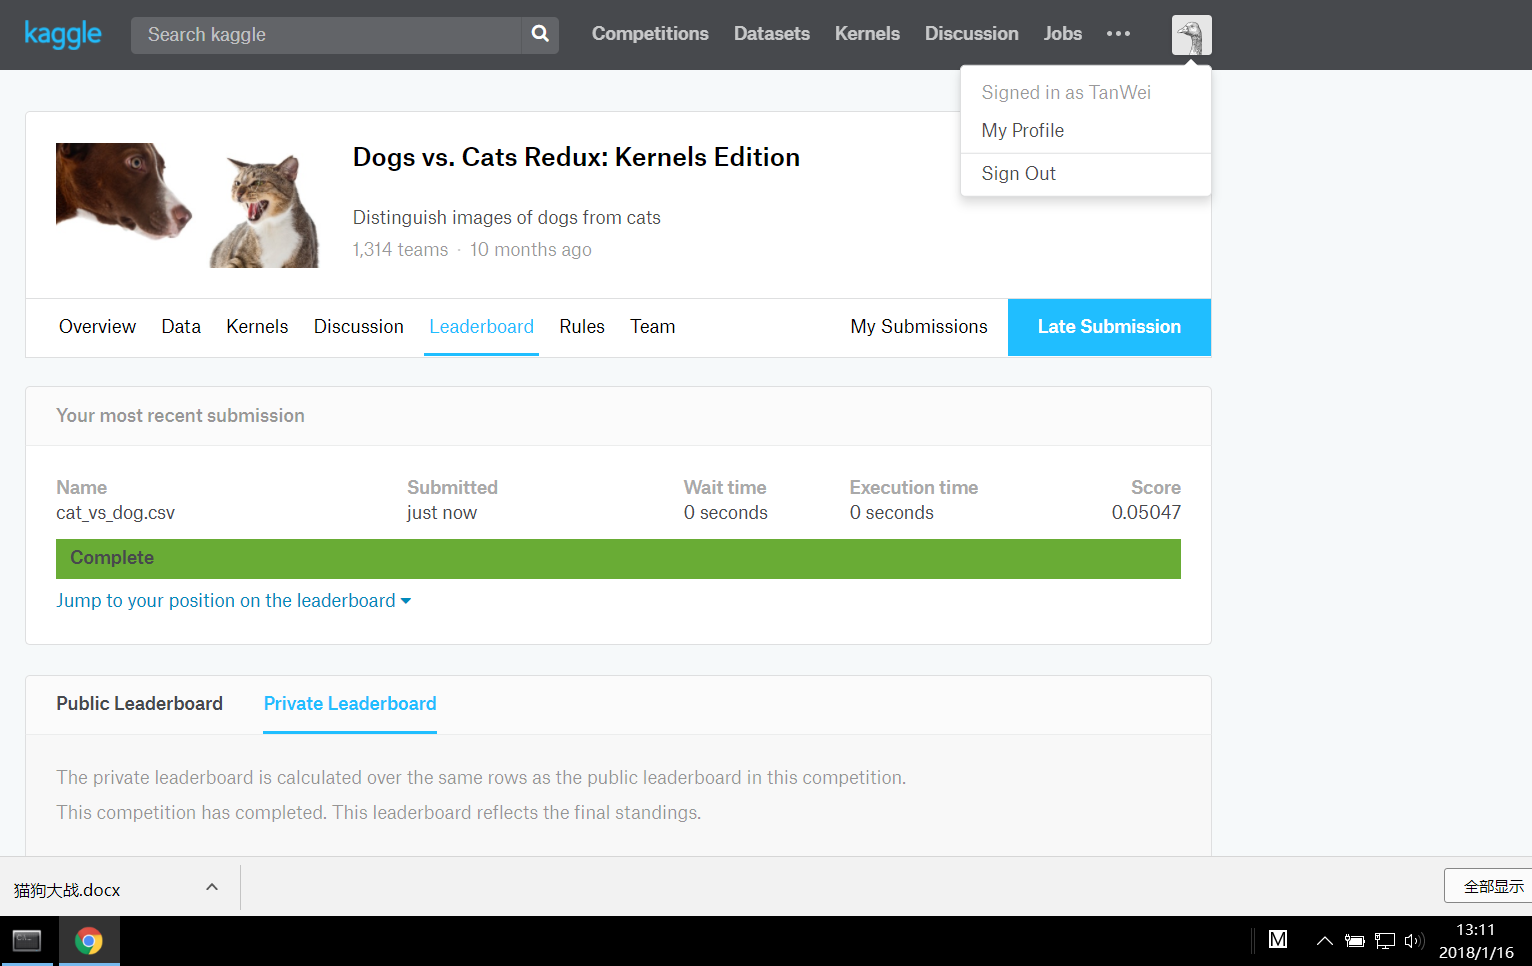 kaggle
Search kaggle
Competitions Datasets Kernels Discussion Jobs
Signed in as TanWei
My Profile
Sign Out
Dogs vs. Cats Redux: Kernels Edition
Distinguish images of dogs from cats
1,314 teams · 10 months ago
Overview Data Kernels Discussion Leaderboard Rules Team My Submissions Late Submission
Your most recent submission
Name Submitted Wait time Execution time Score
cat_vs_dog.csv just now 0 seconds 0 seconds 0.05047
Complete
Jump to your position on the leaderboard
Public Leaderboard Private Leaderboard
The private leaderboard is calculated over the same rows as the public leaderboard in this competition.
This competition has completed. This leaderboard reflects the final standings.
猫狗大战.docx
全部显示
M
13:11
2018/1/16